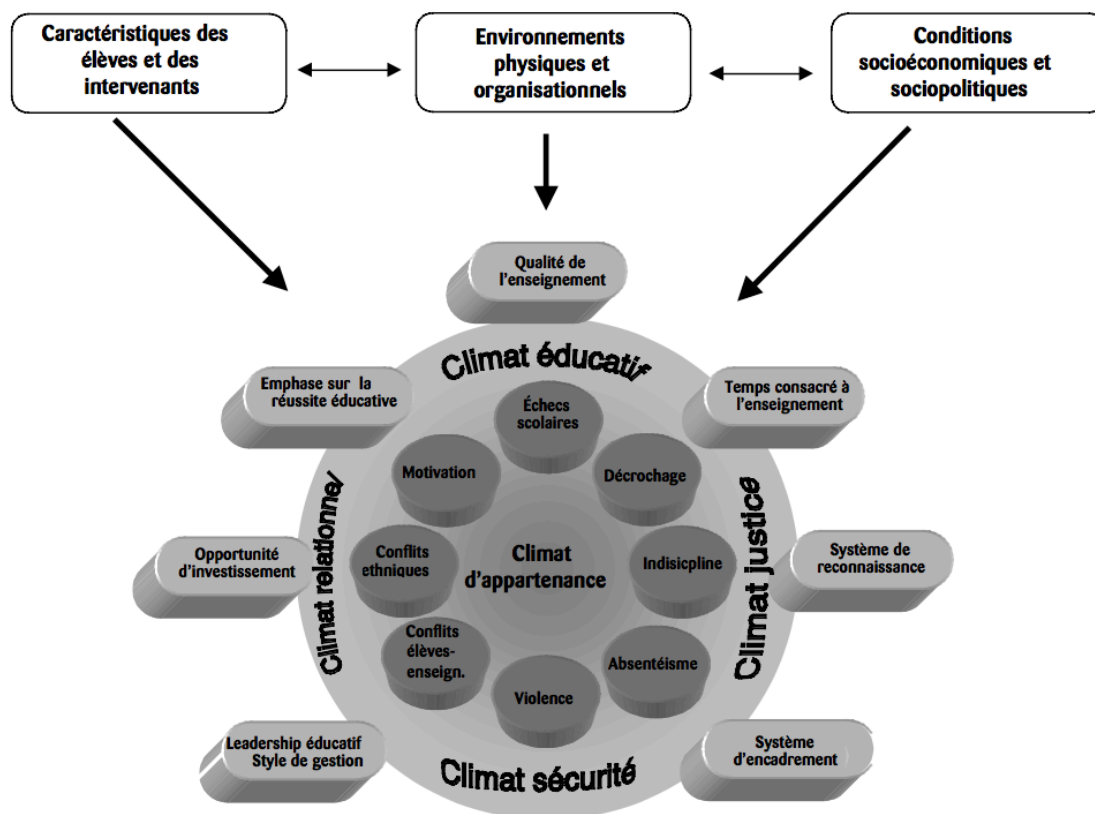 Caractéristiques des
élèves et des
intervenants
Environnements
physiques et
organisationnels
Conditions
socioéconomiques et
sociopolitiques
Qualité de
l'enseignement
Climat éducatif
Emphase sur la
réussite éducative
Temps consacré à
l'enseignement
Échecs
scolaires
Motivation
Décrochage
Climat relationnel
Climat justice
Opportunité
d'investissement
Conflits
ethniques
Climat
d'appartenance
Indisicpline
Système de
reconnaissance
Conflits
élèves-
enseign.
Violence
Absentéisme
Leadership éducatif
Style de gestion
Climat sécurité
Système
d'encadrement